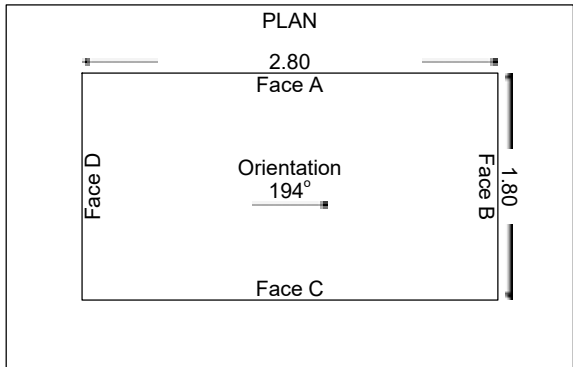 PLAN
2.80
Face A
Face D
Orientation
194°
Face B
1.80
Face C